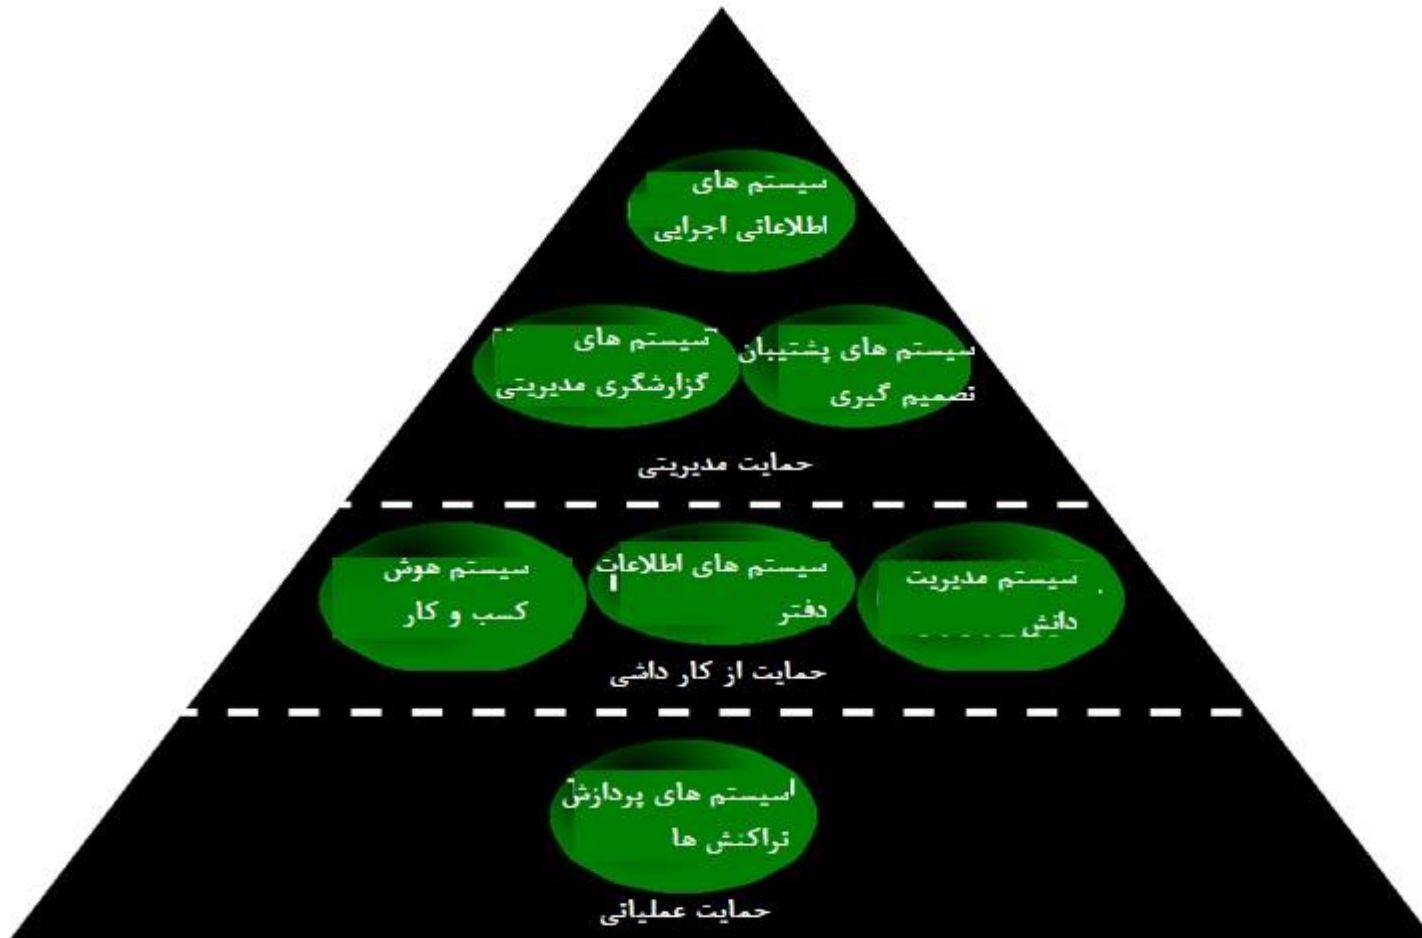 سیستم های
اطلاعاتی اجرایی
سیستم های پشتیبان
تصمیم گیری
سیستم های
گزارشگری مدیریتی
حمایت مدیریتی
سیستم مدیریت
دانش
سیستم های اطلاعات
دفتر
سیستم هوش
کسب و کار
حمایت از کار داشی
سیستم های پردازش
تراکنش ها
حمایت عملیاتی